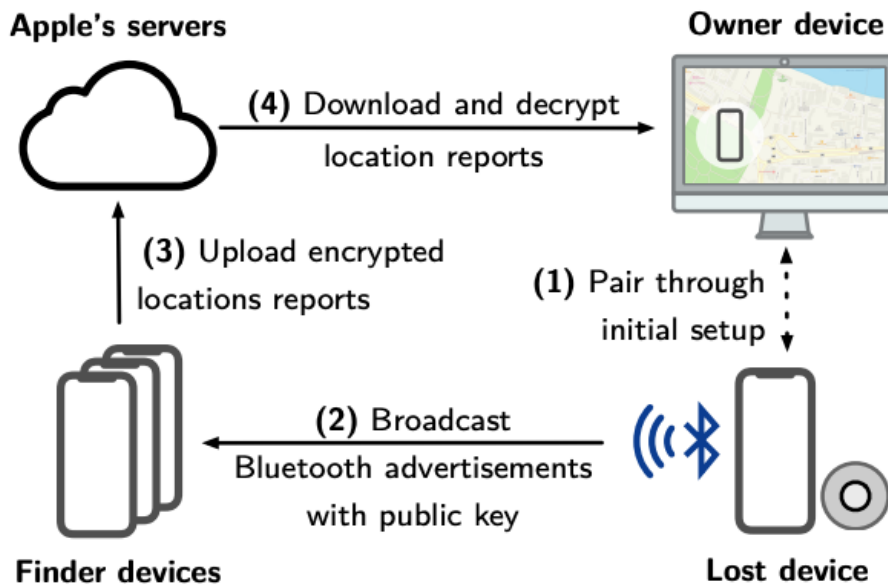 Apple's servers
Owner device
(4) Download and decrypt
location reports
(3) Upload encrypted
locations reports
(1) Pair through
initial setup
(2) Broadcast
Bluetooth advertisements
with public key
Finder devices
Lost device